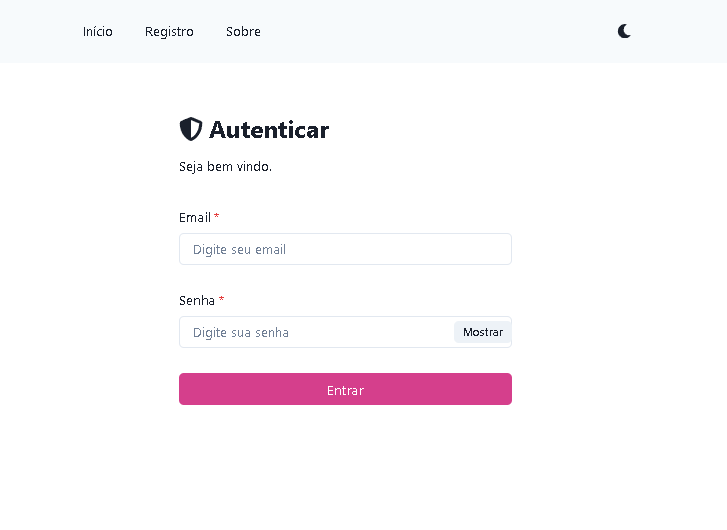 Início Registro Sobre
Autenticar
Seja bem vindo.
Email *
Digite seu email
Senha *
Digite sua senha Mostrar
Entrar